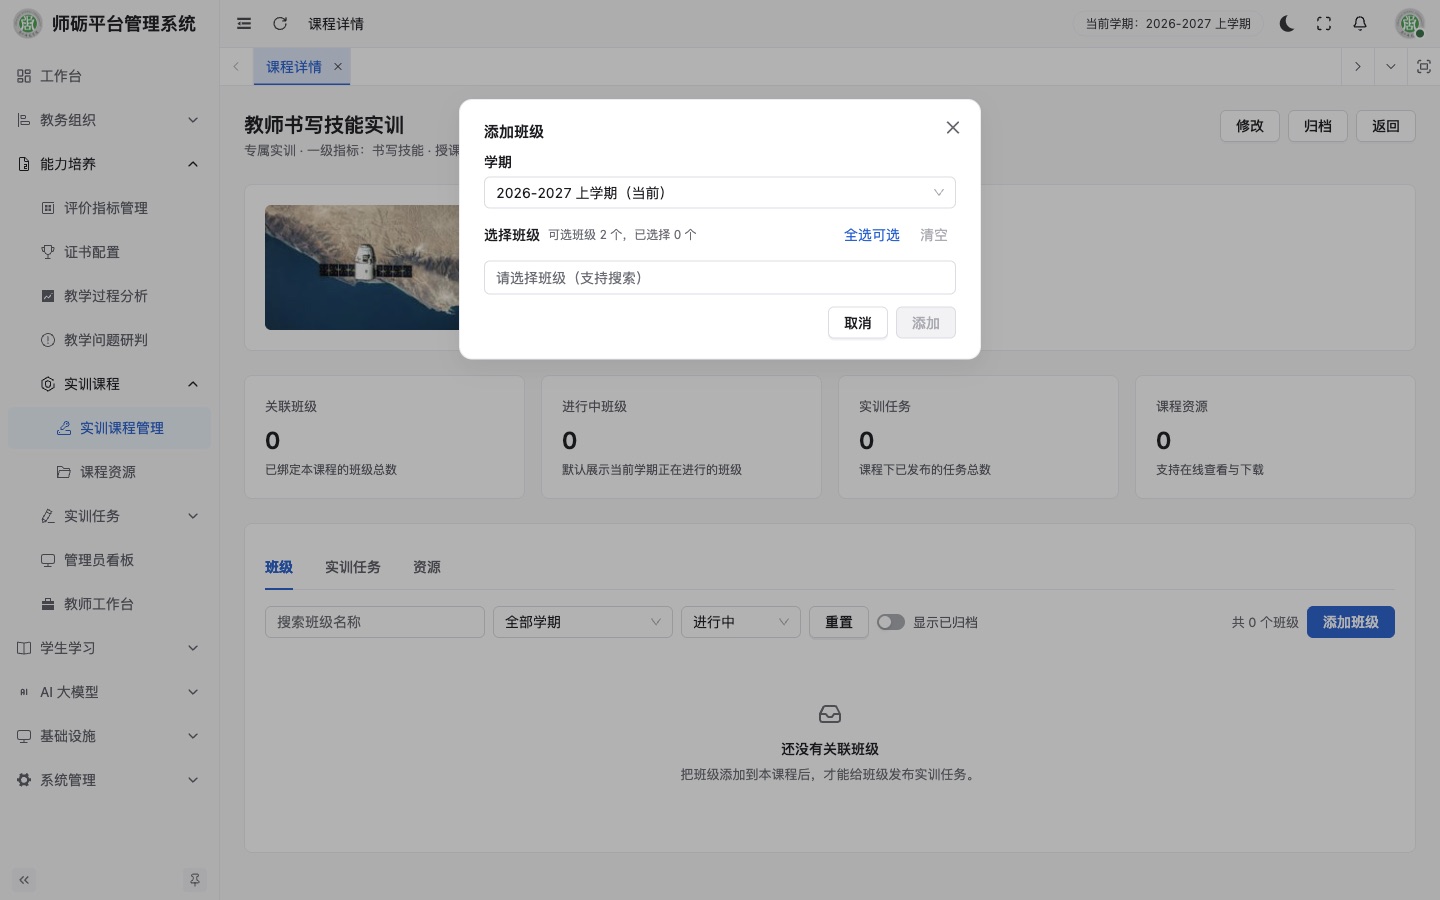 师砺平台管理系统
课程详情
当前学期：2026-2027 上学期
工作台
教务组织
能力培养
评价指标管理
证书配置
教学过程分析
教学问题研判
实训课程
实训课程管理
课程资源
实训任务
管理员看板
教师工作台
学生学习
AI 大模型
基础设施
系统管理
课程详情
教师书写技能实训
专属实训 · 一级指标：书写技能 · 授课
修改
归档
返回
添加班级
学期
2026-2027 上学期（当前）
选择班级 可选班级 2 个，已选择 0 个
全选可选
清空
请选择班级（支持搜索）
取消
添加
关联班级
0
已绑定本课程的班级总数
进行中班级
0
默认展示当前学期正在进行的班级
实训任务
0
课程下已发布的任务总数
课程资源
0
支持在线查看与下载
班级
实训任务
资源
搜索班级名称
全部学期
进行中
重置
显示已归档
共 0 个班级
添加班级
还没有关联班级
把班级添加到本课程后，才能给班级发布实训任务。